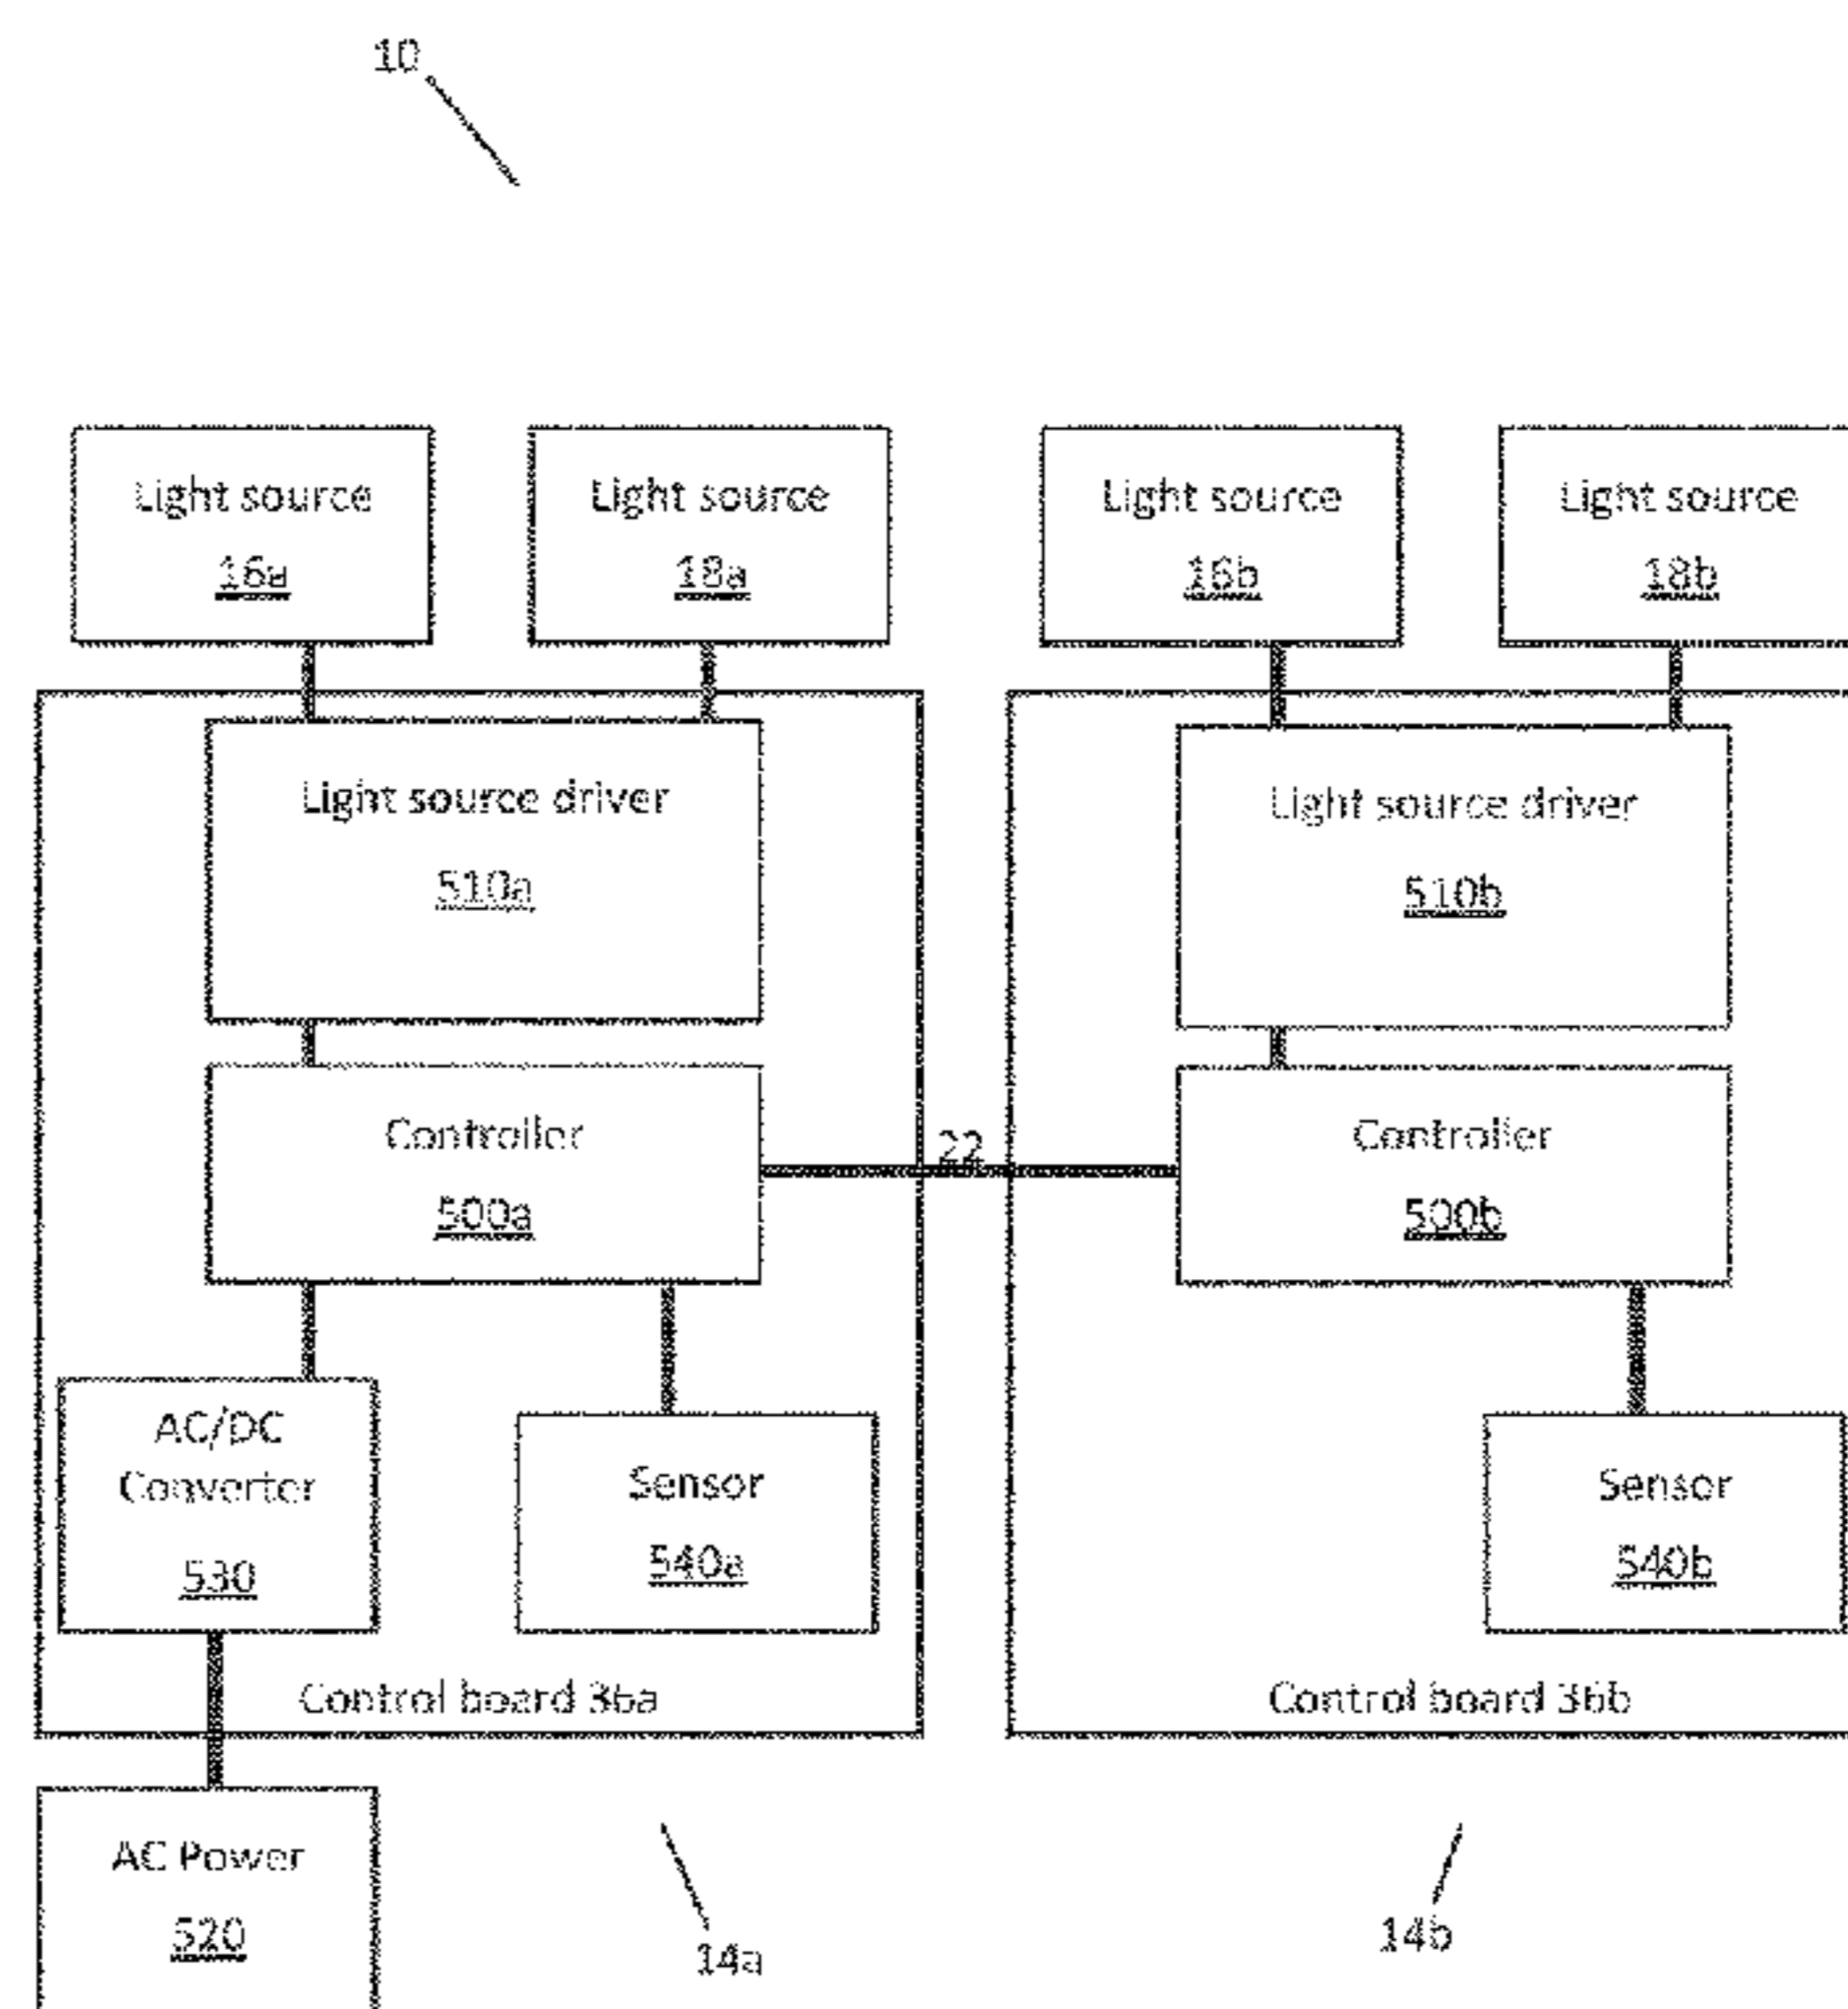 10
Light source
16a
Light source
18a
Light source
16b
Light source
18b
Light source driver
510a
Light source driver
510b
Controller
500a
22
Controller
500b
AC/DC
Converter
530
Sensor
540a
Sensor
540b
Control board 36a
Control board 36b
AC Power
520
14a
14b